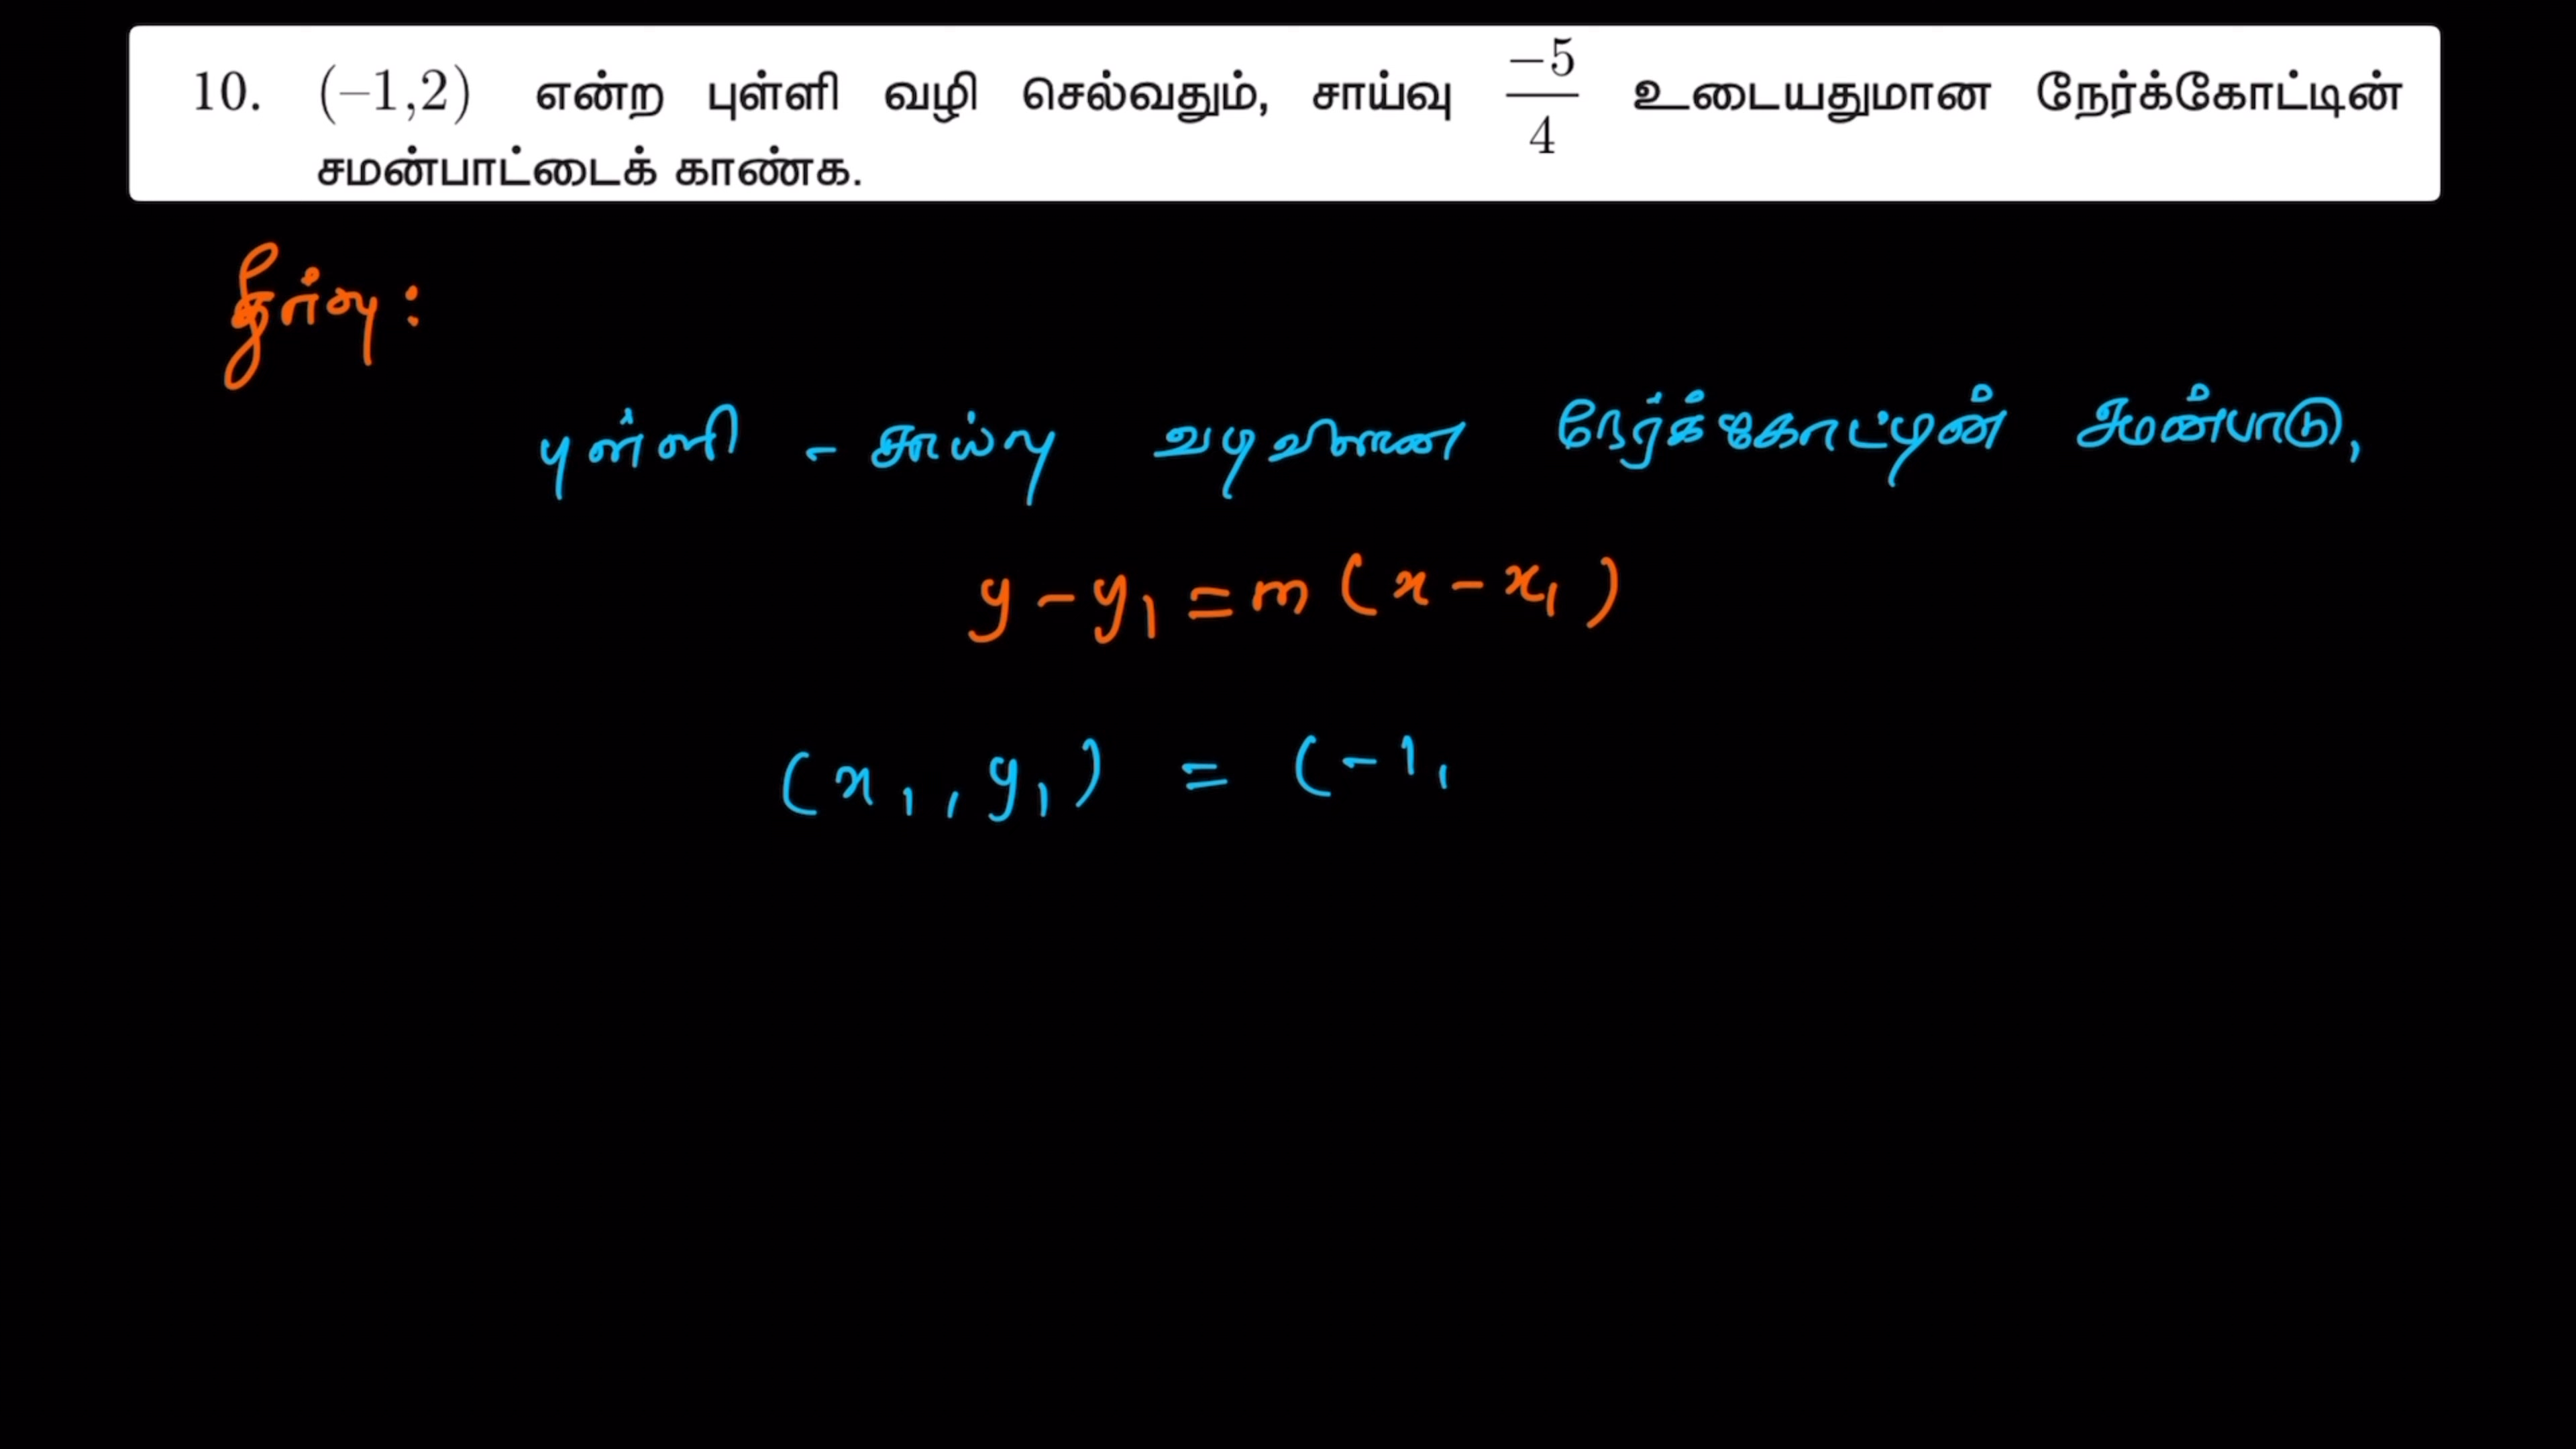 10. (–1,2) என்ற புள்ளி வழி செல்வதும், சாய்வு −5/4 உடையதுமான நேர்க்கோட்டின்
சமன்பாட்டைக் காண்க.
தீர்வு :
புள்ளி - சாய்வு வடிவிலான நேர்க்கோட்டின் சமன்பாடு,
y - y₁ = m (x - x₁)
(x₁, y₁) = (-1,